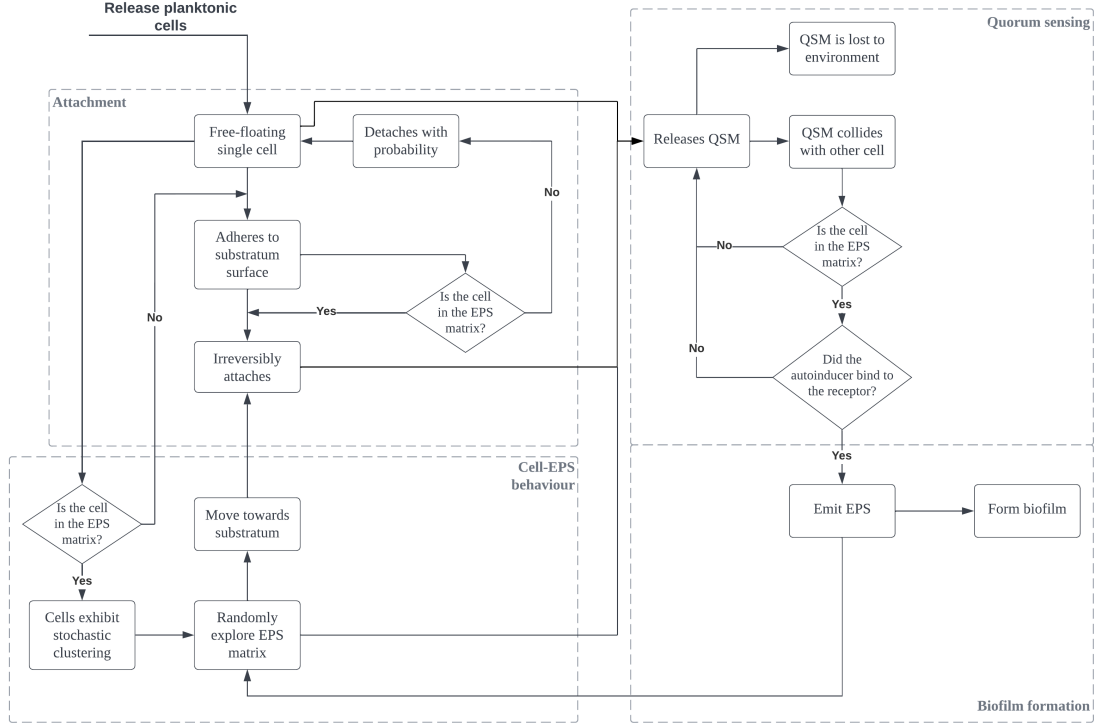 Release planktonic
cells
Quorum sensing
QSM is lost to
environment
Attachment
Free-floating
single cell
Detaches with
probability
Releases QSM
QSM collides
with other cell
No
Adheres to
substratum
surface
Is the cell
in the EPS
matrix?
No
Is the cell
in the EPS
matrix?
Yes
Yes
No
Irreversibly
attaches
No
Did the
autoinducer bind to
the receptor?
Yes
Cell-EPS
behaviour
Is the cell
in the EPS
matrix?
Move towards
substratum
Emit EPS
Form biofilm
Yes
Cells exhibit
stochastic
clustering
Randomly
explore EPS
matrix
Biofilm formation